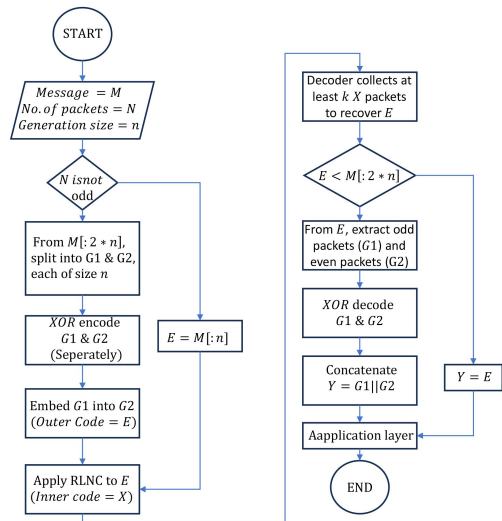 START
Message = M
No. of packets = N
Generation size = n
N isnot
odd
From M[: 2 * n],
split into G1 & G2,
each of size n
XOR encode
G1 & G2
(Seperately)
E = M[: n]
Embed G1 into G2
(Outer Code = E)
Apply RLNC to E
(Inner code = X)
Decoder collects at
least k X packets
to recover E
E < M[: 2 * n]
From E, extract odd
packets (G1) and
even packets (G2)
XOR decode
G1 & G2
Concatenate
Y = G1||G2
Y = E
Aapplication layer
END